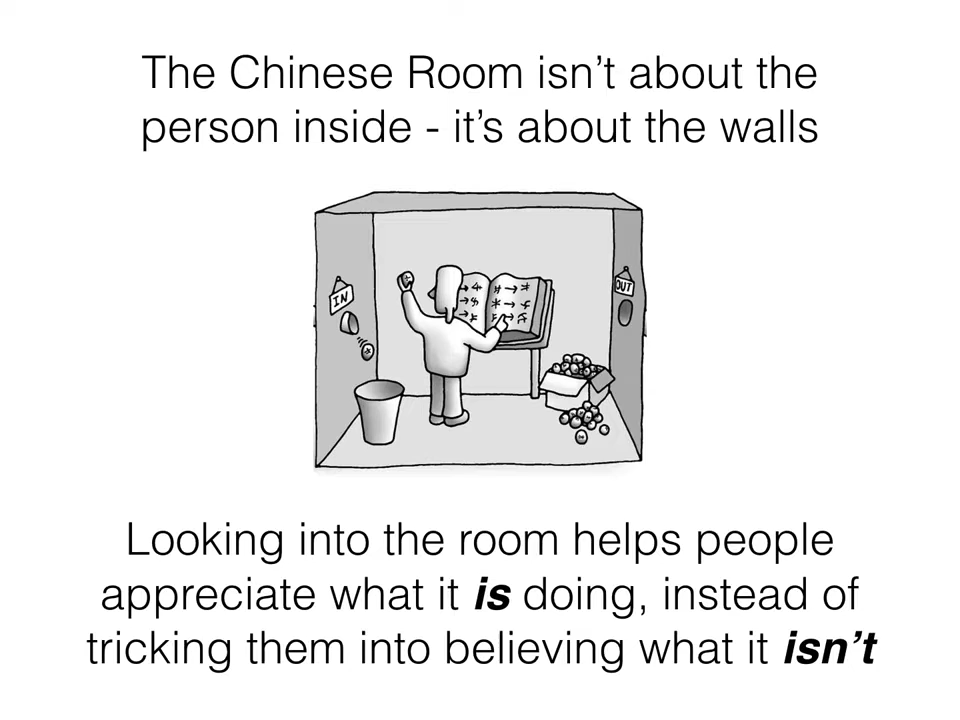 The Chinese Room isn’t about the
person inside - it’s about the walls
IN
OUT
Looking into the room helps people
appreciate what it is doing, instead of
tricking them into believing what it isn’t